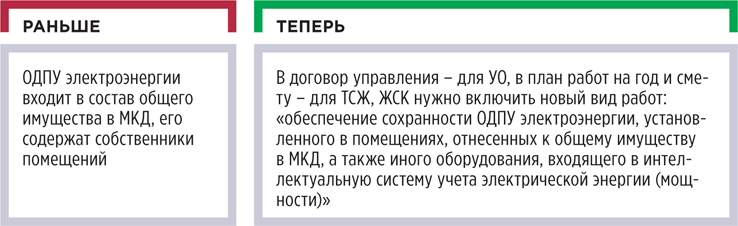 РАНЬШЕ
ОДПУ электроэнергии
входит в состав общего
имущества в МКД, его
содержат собственники
помещений
ТЕПЕРЬ
В договор управления – для УО, в план работ на год и сме-
ту – для ТСЖ, ЖСК нужно включить новый вид работ:
«обеспечение сохранности ОДПУ электроэнергии, установ-
ленного в помещениях, отнесенных к общему имуществу
в МКД, а также иного оборудования, входящего в интел-
лектуальную систему учета электрической энергии (мощ-
ности)»